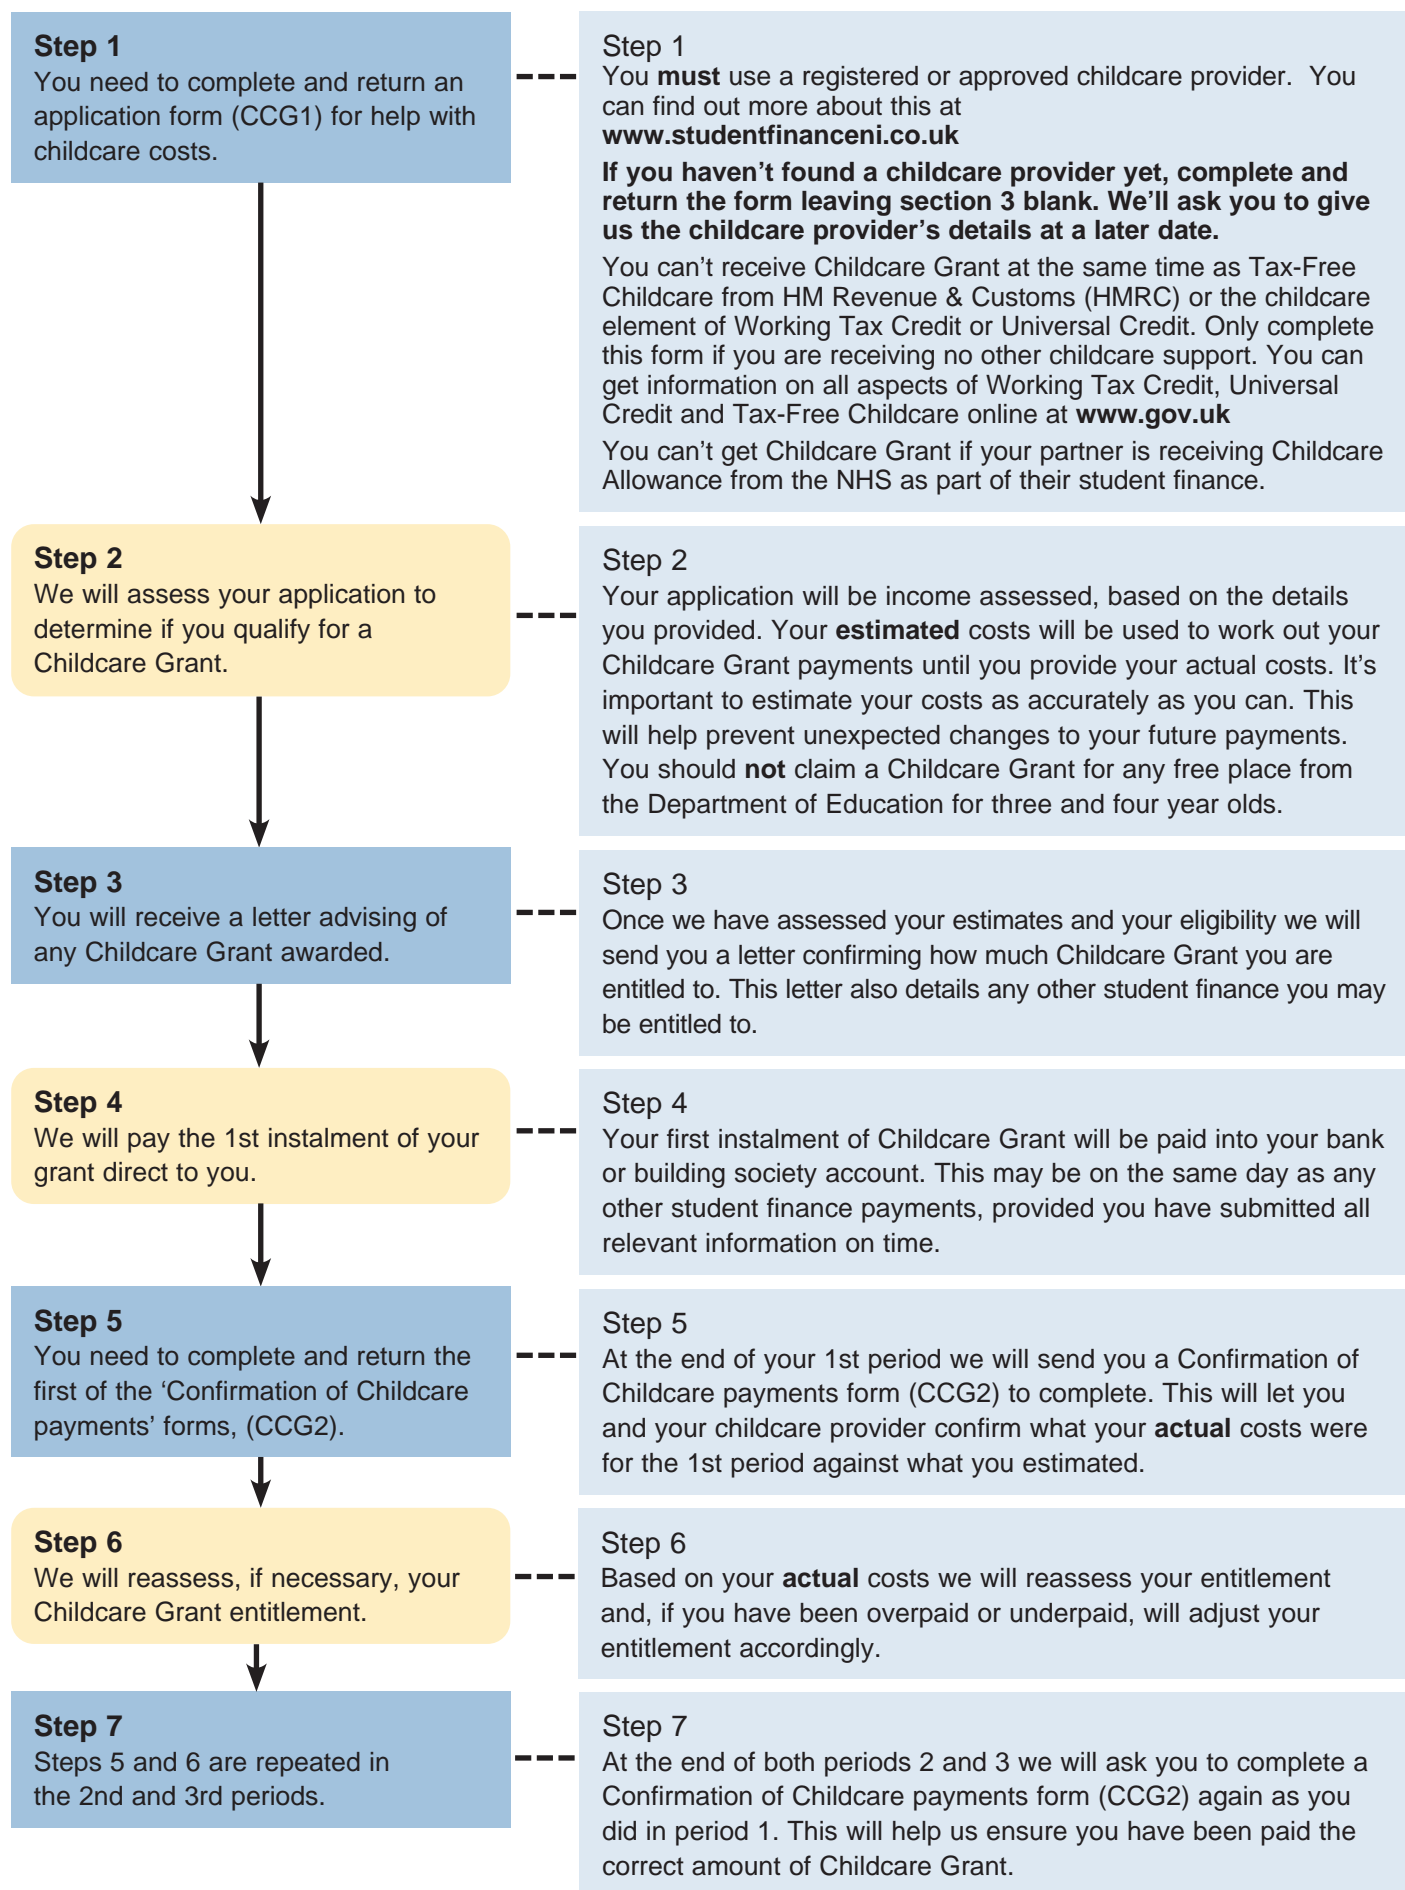 Step 1
You need to complete and return an
application form (CCG1) for help with
childcare costs.
Step 1
You must use a registered or approved childcare provider.  You
can find out more about this at
www.studentfinanceni.co.uk
If you haven't found a childcare provider yet, complete and
return the form leaving section 3 blank. We'll ask you to give
us the childcare provider's details at a later date.
You can't receive Childcare Grant at the same time as Tax-Free
Childcare from HM Revenue & Customs (HMRC) or the childcare
element of Working Tax Credit or Universal Credit. Only complete
this form if you are receiving no other childcare support. You can
get information on all aspects of Working Tax Credit, Universal
Credit and Tax-Free Childcare online at www.gov.uk
You can't get Childcare Grant if your partner is receiving Childcare
Allowance from the NHS as part of their student finance.
Step 2
We will assess your application to
determine if you qualify for a
Childcare Grant.
Step 2
Your application will be income assessed, based on the details
you provided. Your estimated costs will be used to work out your
Childcare Grant payments until you provide your actual costs. It's
important to estimate your costs as accurately as you can. This
will help prevent unexpected changes to your future payments.
You should not claim a Childcare Grant for any free place from
the Department of Education for three and four year olds.
Step 3
You will receive a letter advising of
any Childcare Grant awarded.
Step 3
Once we have assessed your estimates and your eligibility we will
send you a letter confirming how much Childcare Grant you are
entitled to. This letter also details any other student finance you may
be entitled to.
Step 4
We will pay the 1st instalment of your
grant direct to you.
Step 4
Your first instalment of Childcare Grant will be paid into your bank
or building society account. This may be on the same day as any
other student finance payments, provided you have submitted all
relevant information on time.
Step 5
You need to complete and return the
first of the 'Confirmation of Childcare
payments' forms, (CCG2).
Step 5
At the end of your 1st period we will send you a Confirmation of
Childcare payments form (CCG2) to complete. This will let you
and your childcare provider confirm what your actual costs were
for the 1st period against what you estimated.
Step 6
We will reassess, if necessary, your
Childcare Grant entitlement.
Step 6
Based on your actual costs we will reassess your entitlement
and, if you have been overpaid or underpaid, will adjust your
entitlement accordingly.
Step 7
Steps 5 and 6 are repeated in
the 2nd and 3rd periods.
Step 7
At the end of both periods 2 and 3 we will ask you to complete a
Confirmation of Childcare payments form (CCG2) again as you
did in period 1. This will help us ensure you have been paid the
correct amount of Childcare Grant.